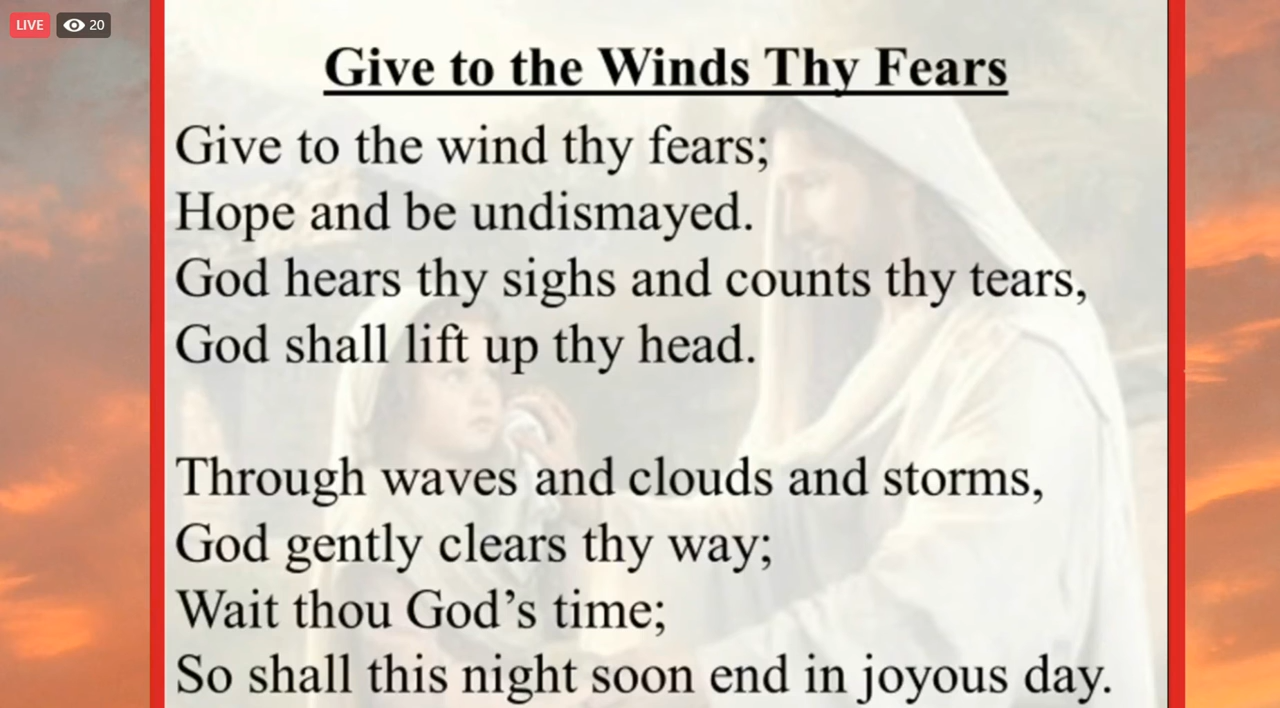 LIVE 20
Give to the Winds Thy Fears
Give to the wind thy fears;
Hope and be undismayed.
God hears thy sighs and counts thy tears,
God shall lift up thy head.
Through waves and clouds and storms,
God gently clears thy way;
Wait thou God’s time;
So shall this night soon end in joyous day.